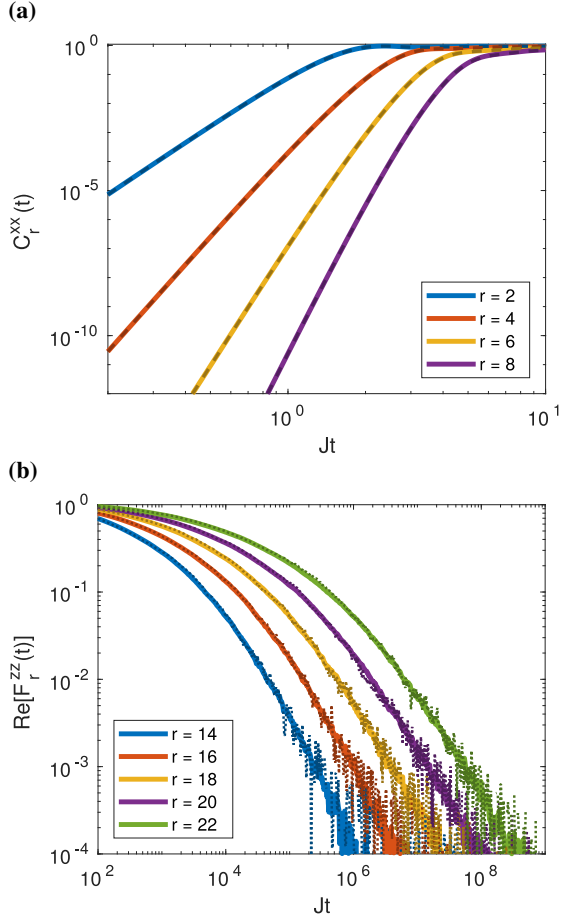 (a)
10^0
10^-5
10^-10
C_r^xx(t)
r = 2
r = 4
r = 6
r = 8
10^0
10^1
Jt
(b)
10^0
10^-1
10^-2
10^-3
10^-4
Re[F_r^zz(t)]
r = 14
r = 16
r = 18
r = 20
r = 22
10^2
10^4
10^6
10^8
Jt